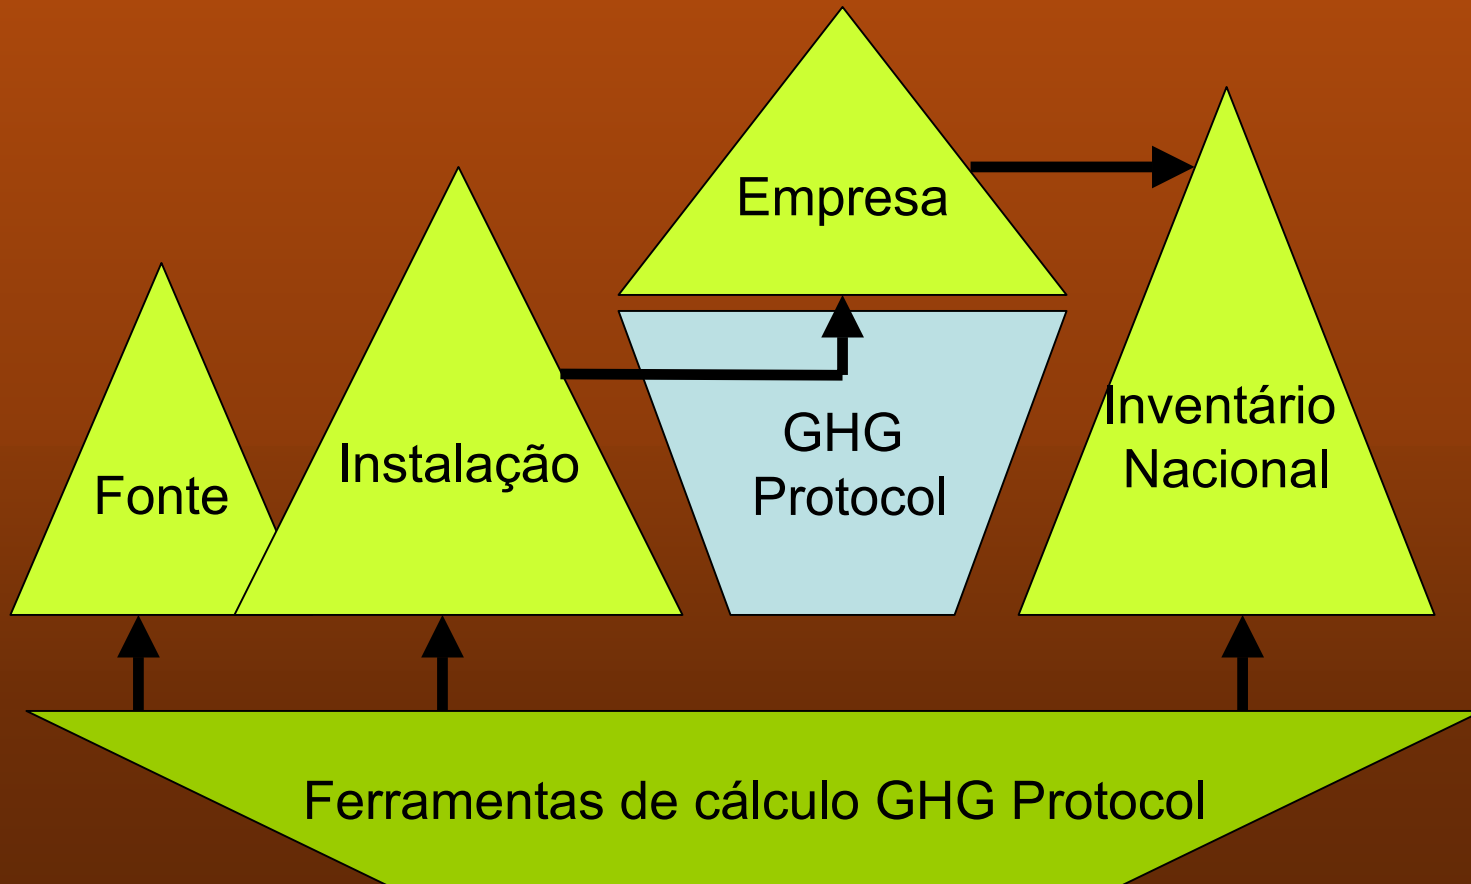 Empresa
Fonte
Instalação
GHG
Protocol
Inventário
Nacional
Ferramentas de cálculo GHG Protocol